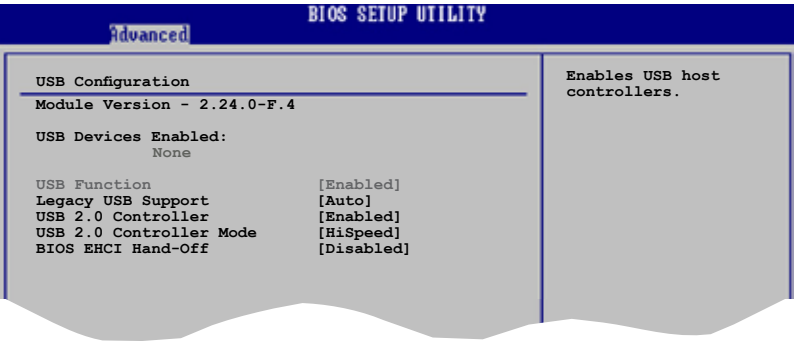 BIOS SETUP UTILITY
Advanced
USB Configuration
Module Version - 2.24.0-F.4
USB Devices Enabled:
None
USB Function [Enabled]
Legacy USB Support [Auto]
USB 2.0 Controller [Enabled]
USB 2.0 Controller Mode [HiSpeed]
BIOS EHCI Hand-Off [Disabled]
Enables USB host
controllers.